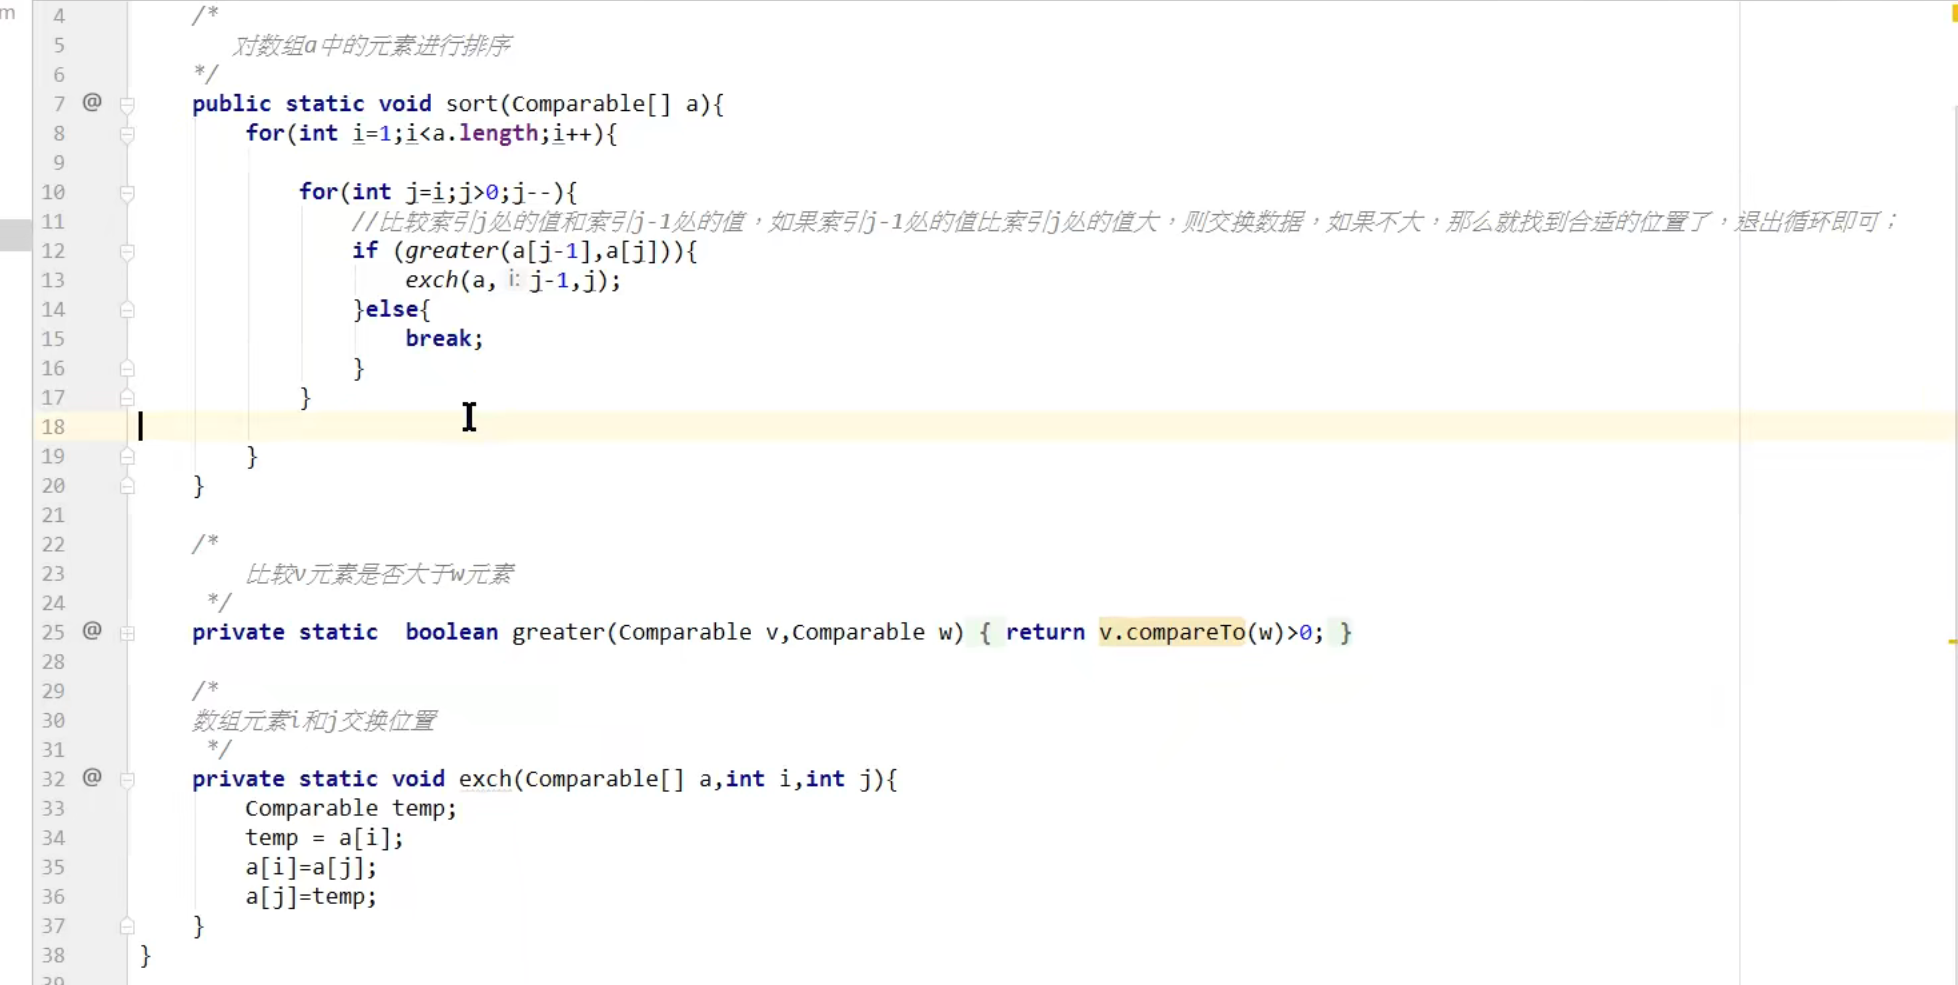 m
4 /*
5 对数组a中的元素进行排序
6 */
7 @ public static void sort(Comparable[] a){
8 for(int i=1;i<a.length;i++){
9
10 for(int j=i;j>0;j--){
11 //比较索引j处的值和索引j-1处的值，如果索引j-1处的值比索引j处的值大，则交换数据，如果不大，那么就找到合适的位置了，退出循环即可；
12 if (greater(a[j-1],a[j])){
13 exch(a, i: j-1,j);
14 }else{
15 break;
16 }
17 }
18
19 }
20 }
21
22 /*
23 比较v元素是否大于w元素
24 */
25 @ private static  boolean greater(Comparable v,Comparable w) { return v.compareTo(w)>0; }
28
29 /*
30 数组元素i和j交换位置
31 */
32 @ private static void exch(Comparable[] a,int i,int j){
33 Comparable temp;
34 temp = a[i];
35 a[i]=a[j];
36 a[j]=temp;
37 }
38 }
39